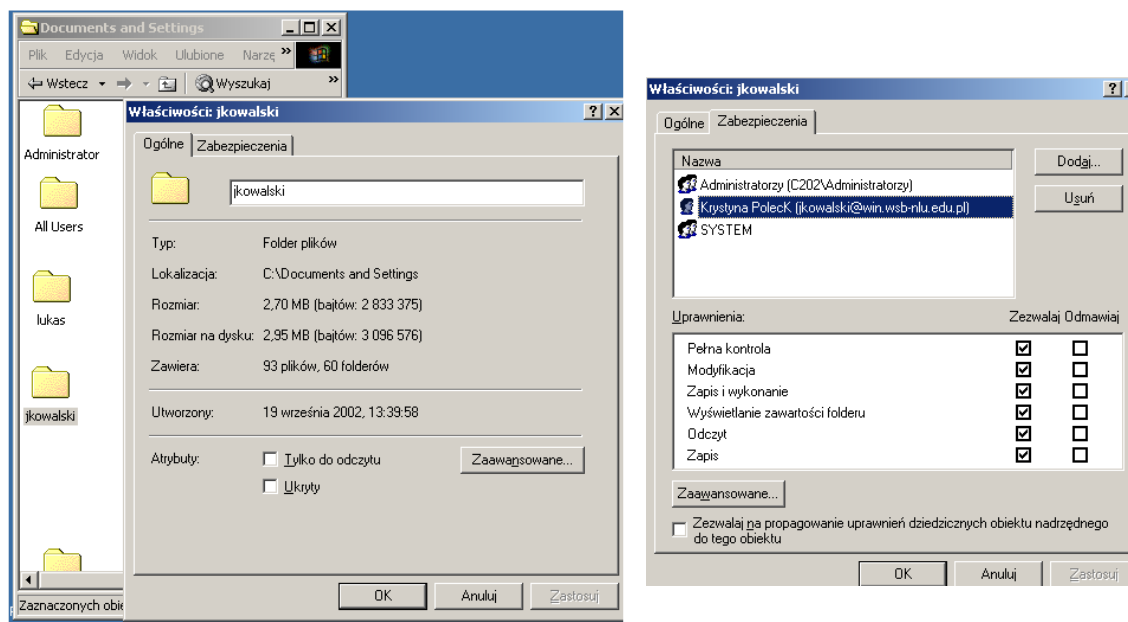 Documents and Settings
Plik Edycja Widok Ulubione Narzę »
Wstecz Wyszukaj »
Administrator
All Users
lukas
jkowalski
Zaznaczonych obie
Właściwości: jkowalski
Ogólne Zabezpieczenia
jkowalski
Typ: Folder plików
Lokalizacja: C:\Documents and Settings
Rozmiar: 2,70 MB (bajtów: 2 833 375)
Rozmiar na dysku: 2,95 MB (bajtów: 3 096 576)
Zawiera: 93 plików, 60 folderów
Utworzony: 19 września 2002, 13:39:58
Atrybuty: Tylko do odczytu Zaawansowane...
Ukryty
OK Anuluj Zastosuj
Właściwości: jkowalski
Ogólne Zabezpieczenia
Nazwa Dodaj...
Administratorzy (C202\Administratorzy)
Krystyna PolecK (jkowalski@win.wsb-nlu.edu.pl) Usuń
SYSTEM
Uprawnienia: Zezwalaj Odmawiaj
Pełna kontrola
Modyfikacja
Zapis i wykonanie
Wyświetlanie zawartości folderu
Odczyt
Zapis
Zaawansowane...
Zezwalaj na propagowanie uprawnień dziedzicznych obiektu nadrzędnego
do tego obiektu
OK Anuluj Zastosuj